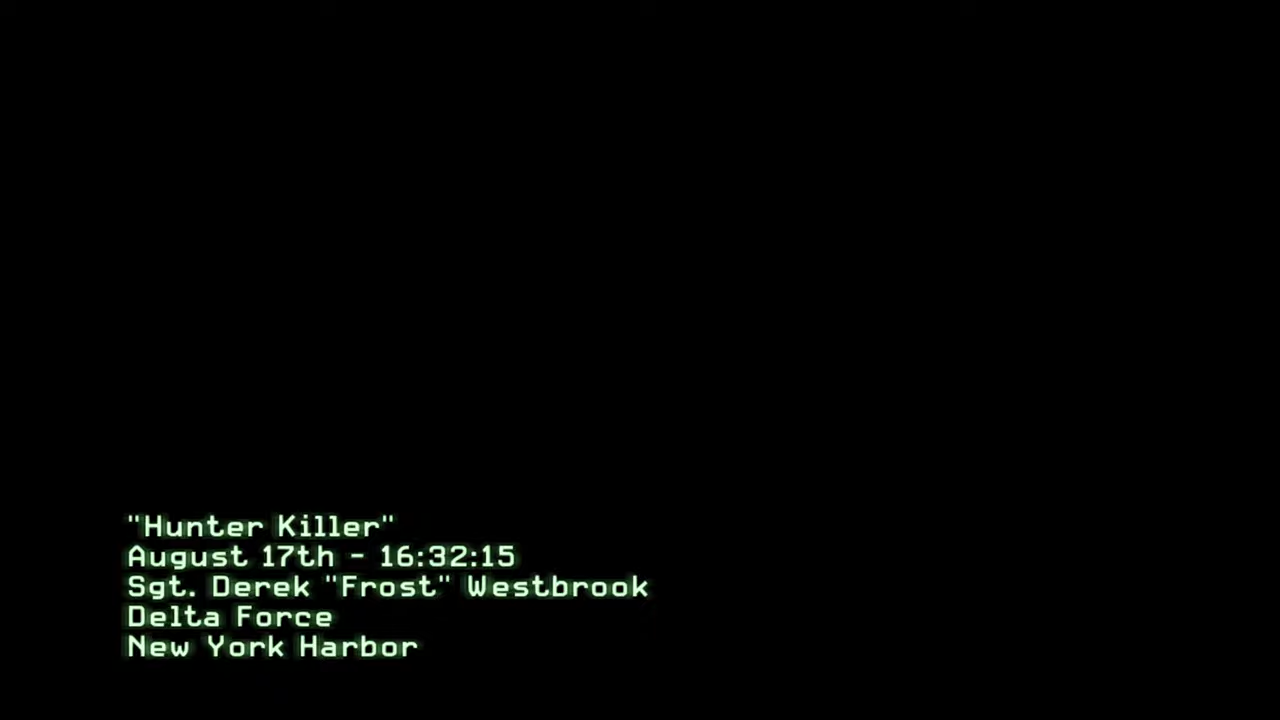 "Hunter Killer"
August 17th - 16:32:15
Sgt. Derek "Frost" Westbrook
Delta Force
New York Harbor